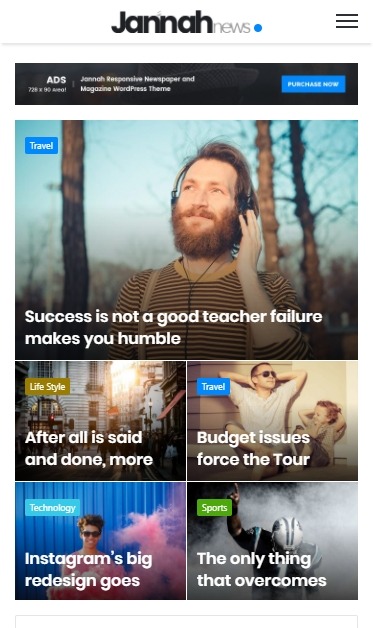 Jannah news
ADS
728 x 90 Area!
Jannah Responsive Newspaper and
Magazine WordPress Theme
PURCHASE NOW
Travel
Success is not a good teacher failure
makes you humble
Life Style
After all is said
and done, more
Travel
Budget issues
force the Tour
Technology
Instagram's big
redesign goes
Sports
The only thing
that overcomes